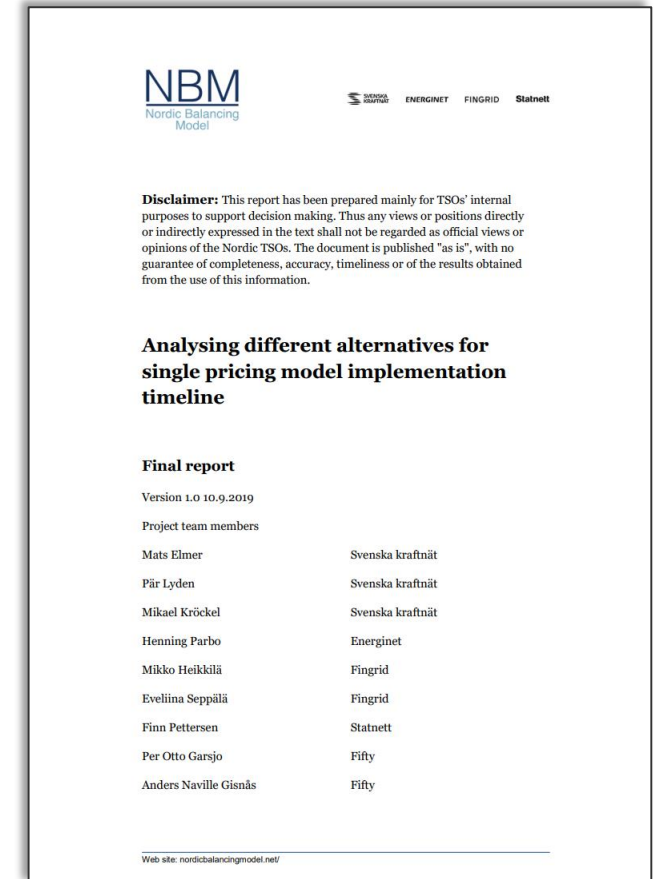 NBM
Nordic Balancing
Model
SVENSKA
KRAFTNÄT
ENERGINET
FINGRID
Statnett
Disclaimer: This report has been prepared mainly for TSOs' internal
purposes to support decision making. Thus any views or positions directly
or indirectly expressed in the text shall not be regarded as official views or
opinions of the Nordic TSOs. The document is published "as is", with no
guarantee of completeness, accuracy, timeliness or of the results obtained
from the use of this information.
Analysing different alternatives for
single pricing model implementation
timeline
Final report
Version 1.0 10.9.2019
Project team members
Mats Elmer Svenska kraftnät
Pär Lyden Svenska kraftnät
Mikael Kröckel Svenska kraftnät
Henning Parbo Energinet
Mikko Heikkilä Fingrid
Eveliina Seppälä Fingrid
Finn Pettersen Statnett
Per Otto Garsjo Fifty
Anders Naville Gisnås Fifty
Web site: nordicbalancingmodel.net/